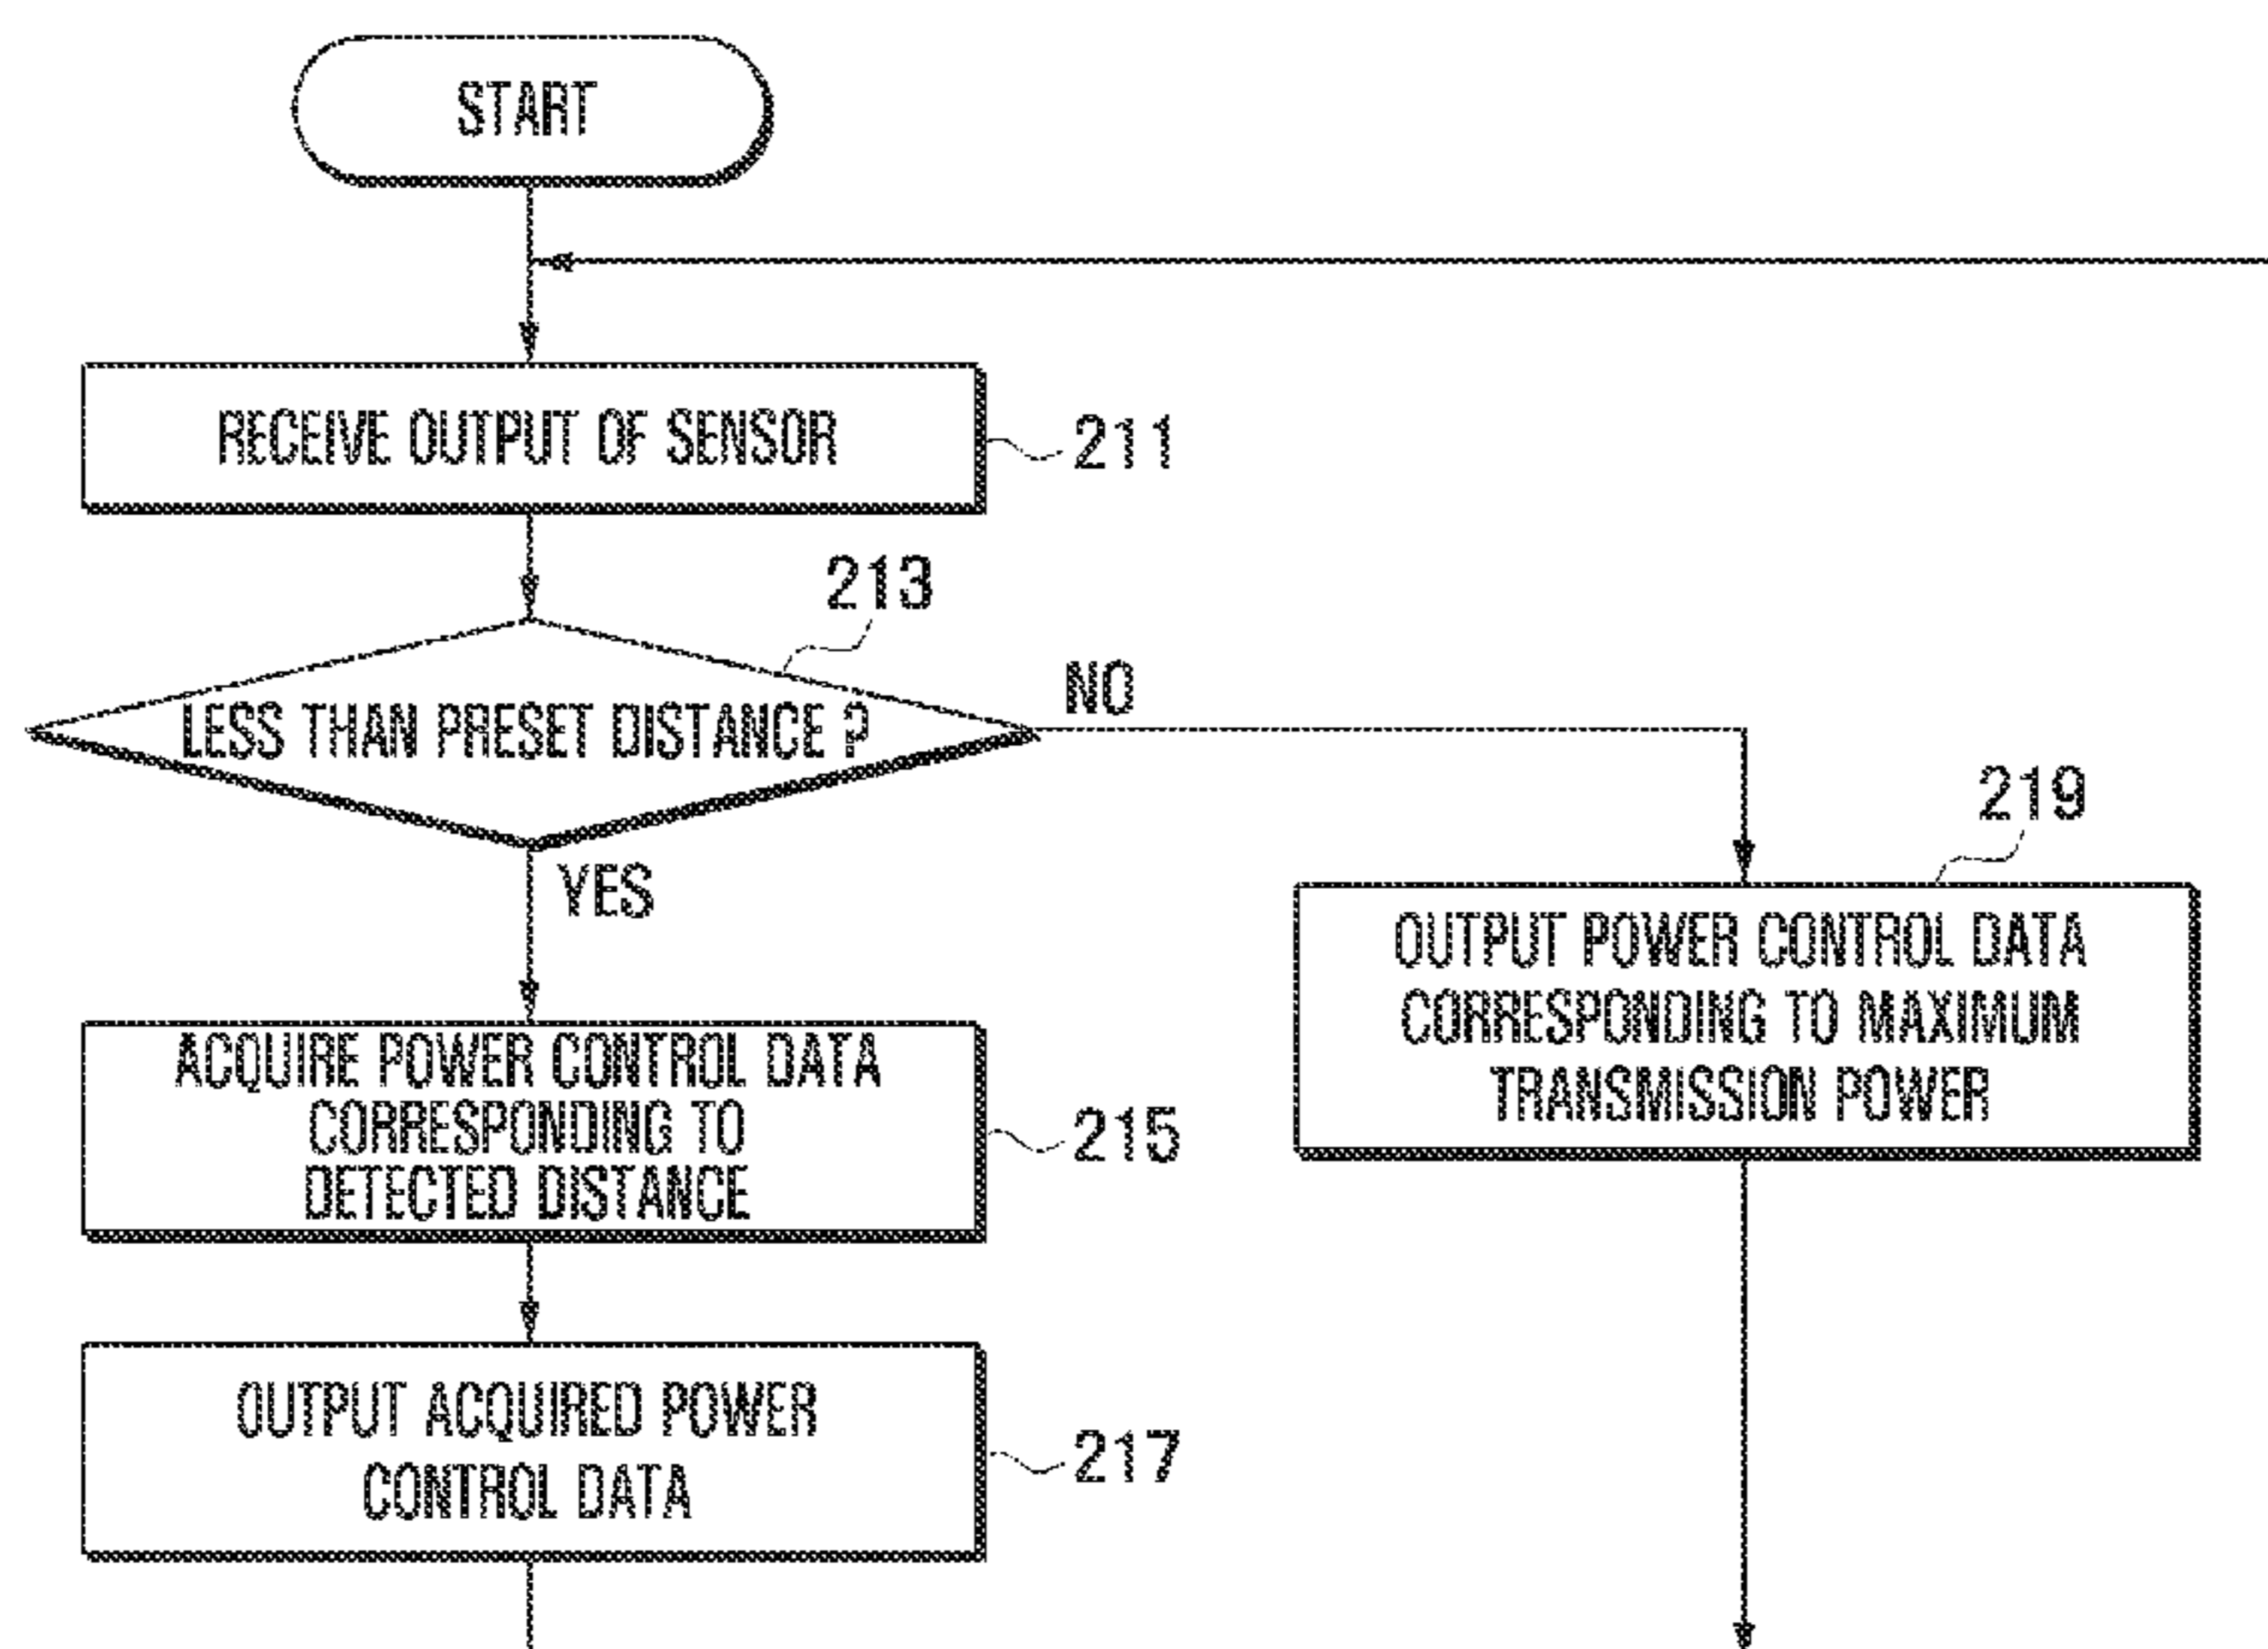 START
RECEIVE OUTPUT OF SENSOR
211
213
LESS THAN PRESET DISTANCE ?
NO
YES
219
OUTPUT POWER CONTROL DATA
CORRESPONDING TO MAXIMUM
TRANSMISSION POWER
ACQUIRE POWER CONTROL DATA
CORRESPONDING TO
DETECTED DISTANCE
215
OUTPUT ACQUIRED POWER
CONTROL DATA
217